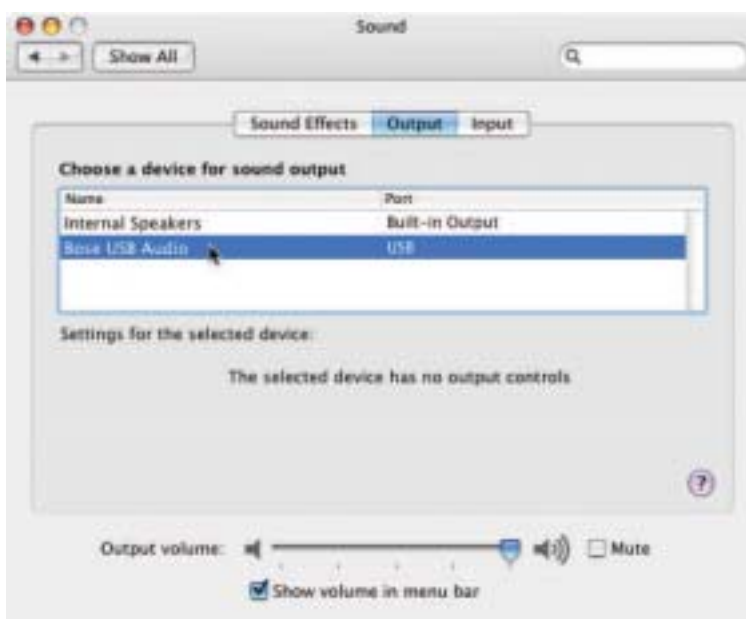 Sound
Show All
Sound Effects Output Input
Choose a device for sound output
Name Port
Internal Speakers Built-in Output
Bose USB Audio USB
Settings for the selected device:
The selected device has no output controls
?
Output volume: Mute
Show volume in menu bar